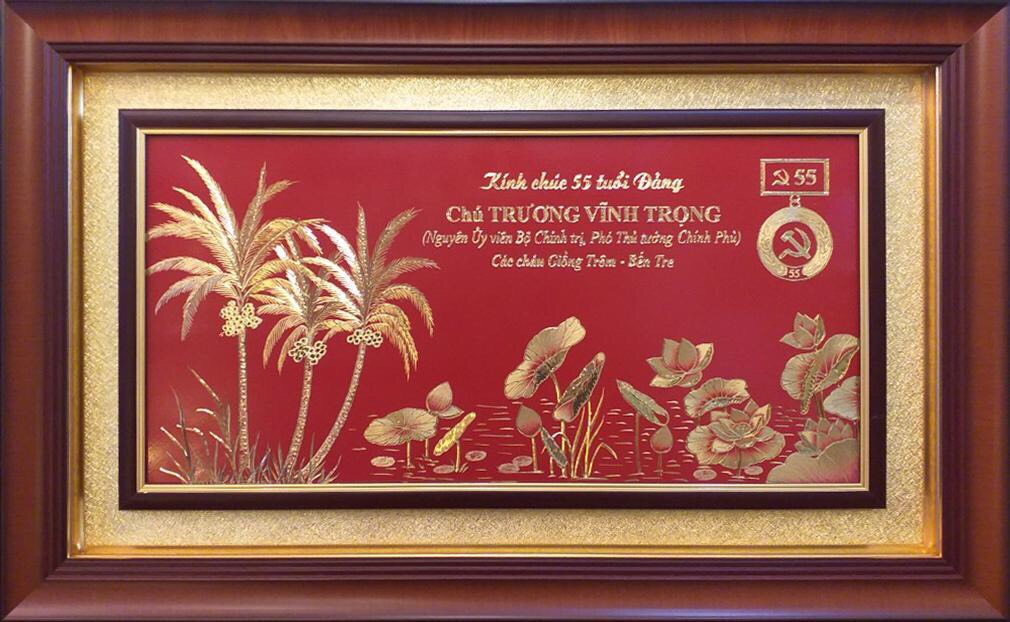 Kính chúc 55 tuổi Đảng
Chú TRƯƠNG VĨNH TRỌNG
(Nguyên Ủy viên Bộ Chính trị, Phó Thủ tướng Chính Phủ)
Các cháu Giồng Trôm - Bến Tre
55
55